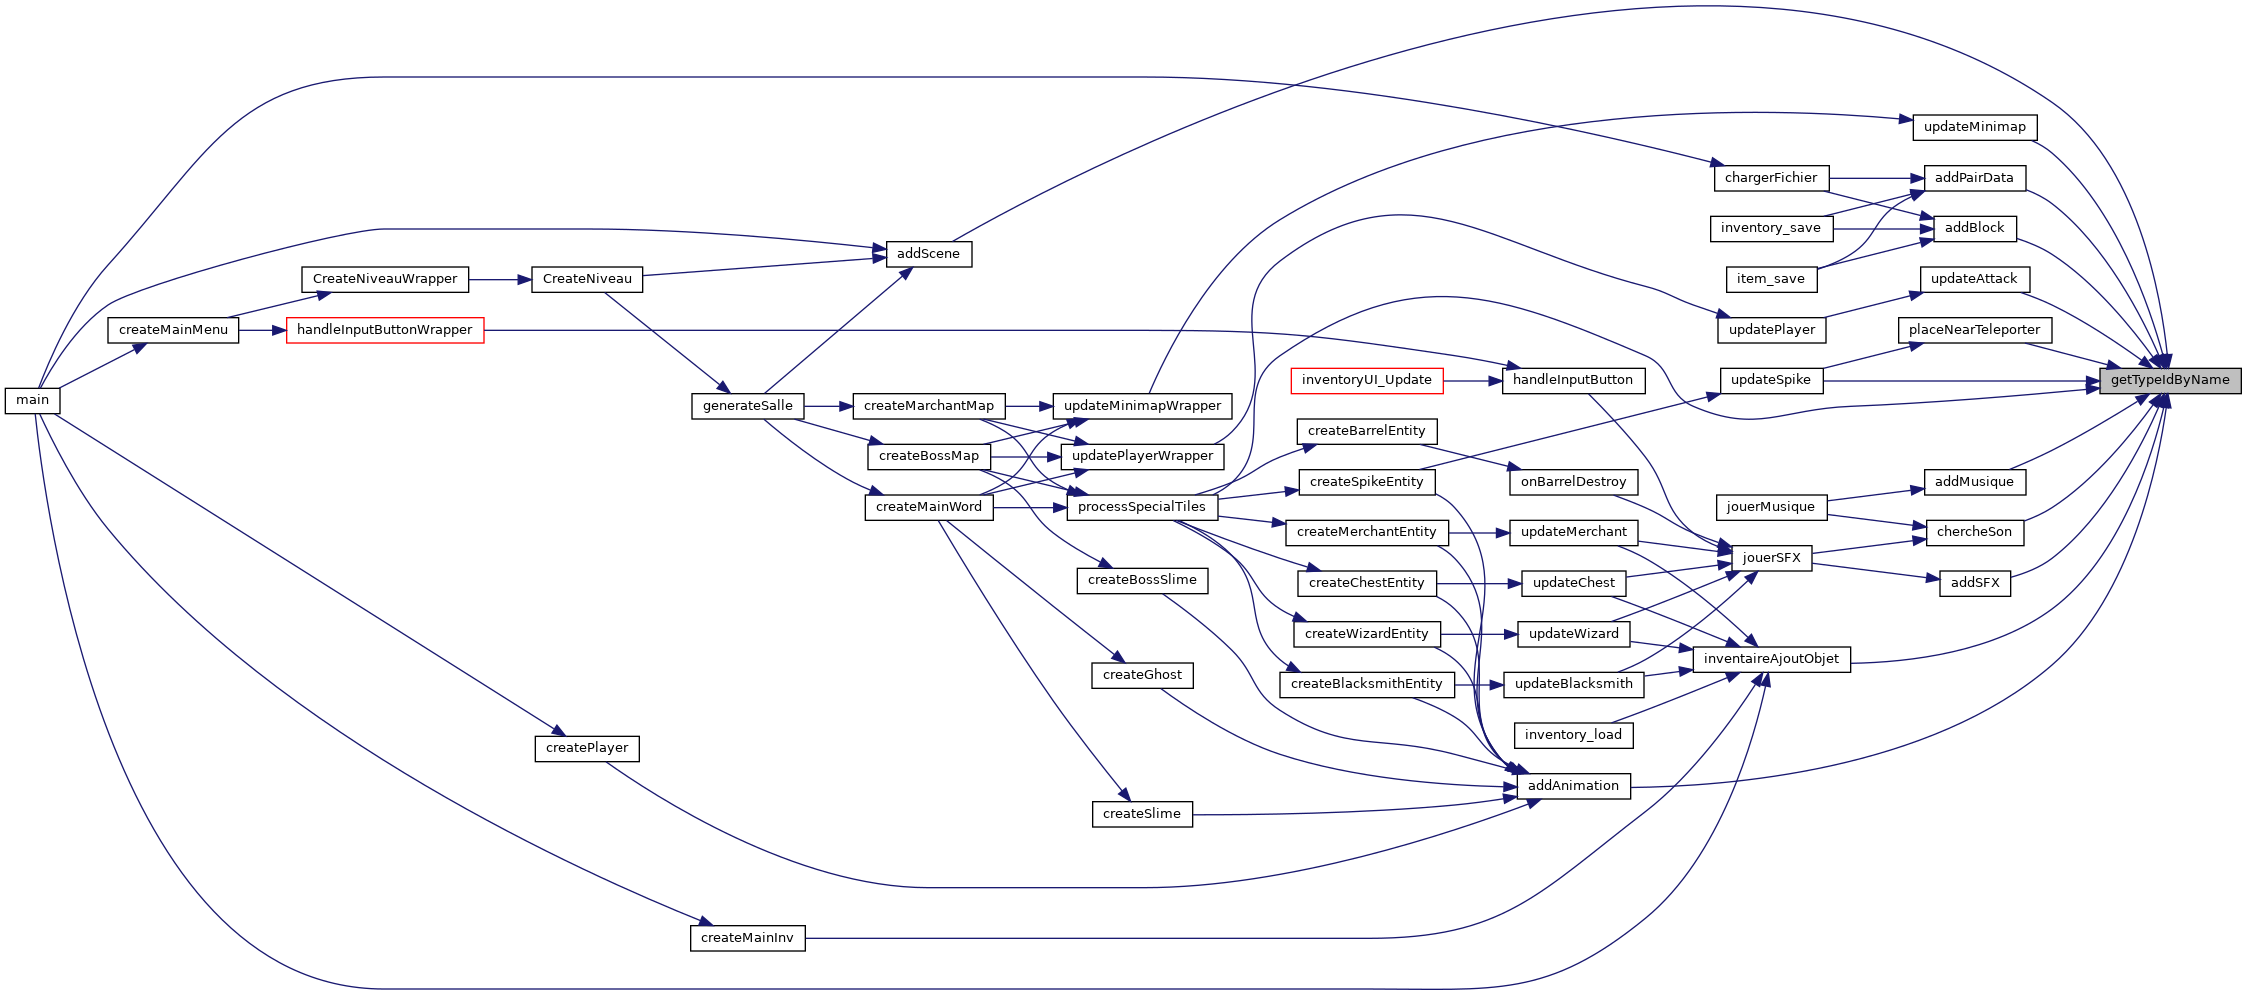 main
createMainMenu
CreateNiveauWrapper
handleInputButtonWrapper
CreateNiveau
createPlayer
addScene
generateSalle
createMainInv
createMarchantMap
createBossMap
createMainWord
updateMinimapWrapper
updatePlayerWrapper
processSpecialTiles
createBossSlime
createGhost
createSlime
inventoryUI_Update
createBarrelEntity
createSpikeEntity
createMerchantEntity
createChestEntity
createWizardEntity
createBlacksmithEntity
handleInputButton
onBarrelDestroy
updateMerchant
updateChest
updateWizard
updateBlacksmith
inventory_load
addAnimation
chargerFichier
inventory_save
item_save
updatePlayer
updateSpike
jouerMusique
jouerSFX
inventaireAjoutObjet
updateMinimap
addPairData
addBlock
updateAttack
placeNearTeleporter
addMusique
chercheSon
addSFX
getTypeIdByName